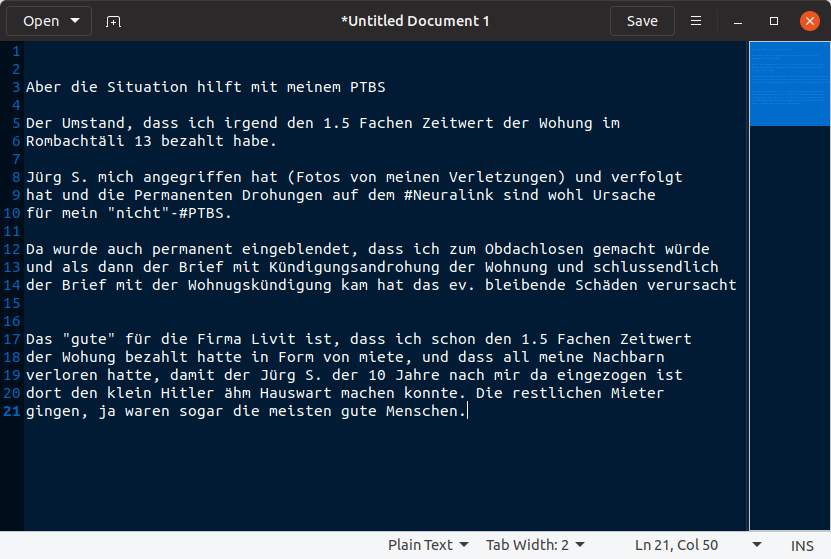 Open
*Untitled Document 1
Save
1
2
3 Aber die Situation hilft mit meinem PTBS
4
5 Der Umstand, dass ich irgend den 1.5 Fachen Zeitwert der Wohung im
6 Rombachtäli 13 bezahlt habe.
7
8 Jürg S. mich angegriffen hat (Fotos von meinen Verletzungen) und verfolgt
9 hat und die Permanenten Drohungen auf dem #Neuralink sind wohl Ursache
10 für mein "nicht"-#PTBS.
11
12 Da wurde auch permanent eingeblendet, dass ich zum Obdachlosen gemacht würde
13 und als dann der Brief mit Kündigungsandrohung der Wohnung und schlussendlich
14 der Brief mit der Wohnugskündigung kam hat das ev. bleibende Schäden verursacht
15
16
17 Das "gute" für die Firma Livit ist, dass ich schon den 1.5 Fachen Zeitwert
18 der Wohung bezahlt hatte in Form von miete, und dass all meine Nachbarn
19 verloren hatte, damit der Jürg S. der 10 Jahre nach mir da eingezogen ist
20 dort den klein Hitler ähm Hauswart machen konnte. Die restlichen Mieter
21 gingen, ja waren sogar die meisten gute Menschen.
Plain Text
Tab Width: 2
Ln 21, Col 50
INS